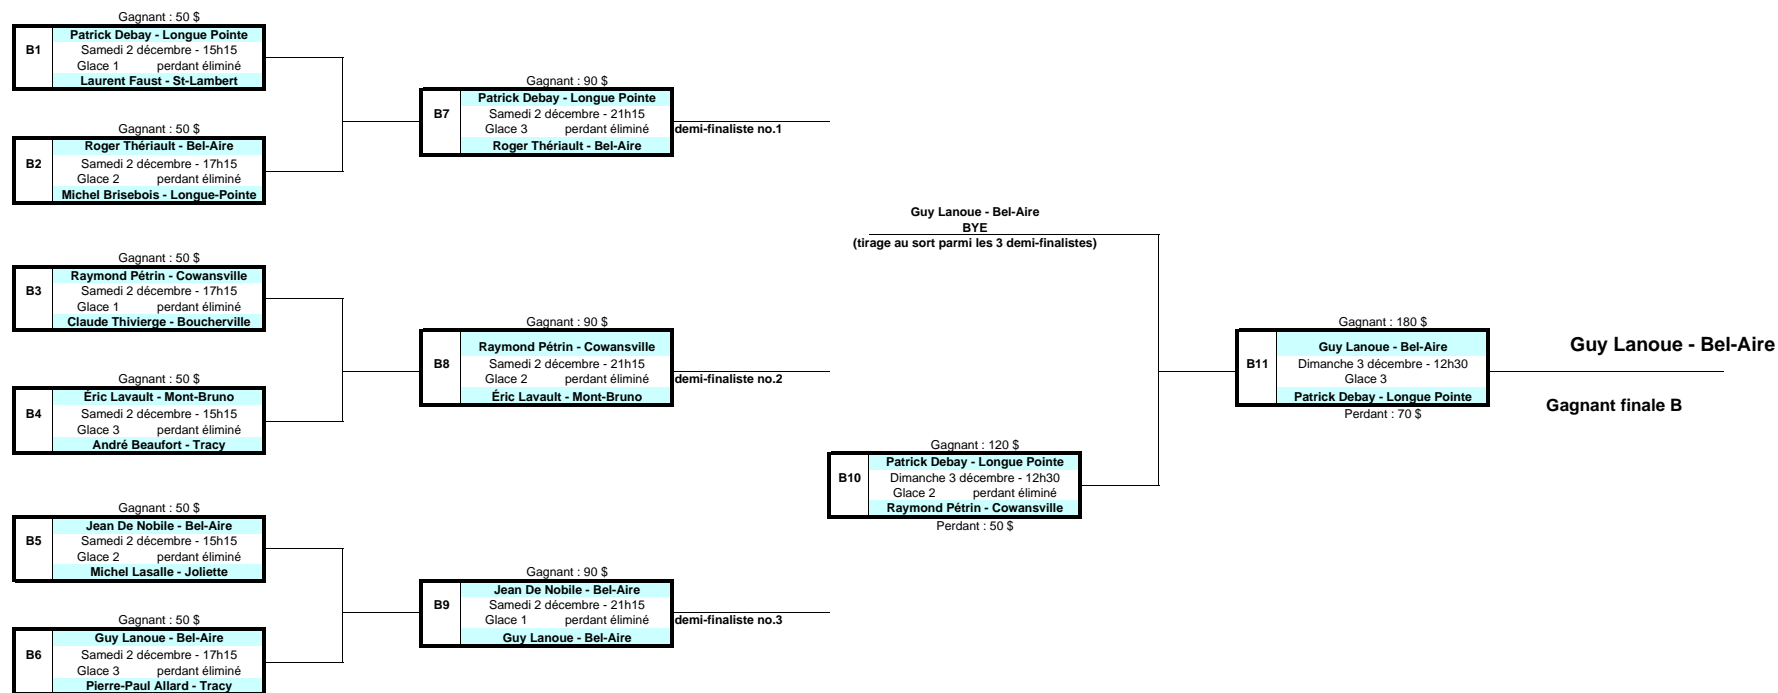 Gagnant : 50 $
B1
Patrick Debay - Longue Pointe
Samedi 2 décembre - 15h15
Glace 1 perdant éliminé
Laurent Faust - St-Lambert
Gagnant : 50 $
B2
Roger Thériault - Bel-Aire
Samedi 2 décembre - 17h15
Glace 2 perdant éliminé
Michel Brisebois - Longue-Pointe
Gagnant : 50 $
B3
Raymond Pétrin - Cowansville
Samedi 2 décembre - 17h15
Glace 1 perdant éliminé
Claude Thivierge - Boucherville
Gagnant : 50 $
B4
Éric Lavault - Mont-Bruno
Samedi 2 décembre - 15h15
Glace 3 perdant éliminé
André Beaufort - Tracy
Gagnant : 50 $
B5
Jean De Nobile - Bel-Aire
Samedi 2 décembre - 15h15
Glace 2 perdant éliminé
Michel Lasalle - Joliette
Gagnant : 50 $
B6
Guy Lanoue - Bel-Aire
Samedi 2 décembre - 17h15
Glace 3 perdant éliminé
Pierre-Paul Allard - Tracy
Gagnant : 90 $
B7
Patrick Debay - Longue Pointe
Samedi 2 décembre - 21h15
Glace 3 perdant éliminé
Roger Thériault - Bel-Aire
demi-finaliste no.1
Gagnant : 90 $
B8
Raymond Pétrin - Cowansville
Samedi 2 décembre - 21h15
Glace 2 perdant éliminé
Éric Lavault - Mont-Bruno
demi-finaliste no.2
Gagnant : 90 $
B9
Jean De Nobile - Bel-Aire
Samedi 2 décembre - 21h15
Glace 1 perdant éliminé
Guy Lanoue - Bel-Aire
demi-finaliste no.3
Guy Lanoue - Bel-Aire
BYE
(tirage au sort parmi les 3 demi-finalistes)
Gagnant : 120 $
B10
Patrick Debay - Longue Pointe
Dimanche 3 décembre - 12h30
Glace 2 perdant éliminé
Raymond Pétrin - Cowansville
Perdant : 50 $
Gagnant : 180 $
B11
Guy Lanoue - Bel-Aire
Dimanche 3 décembre - 12h30
Glace 3
Patrick Debay - Longue Pointe
Perdant : 70 $
Guy Lanoue - Bel-Aire
Gagnant finale B